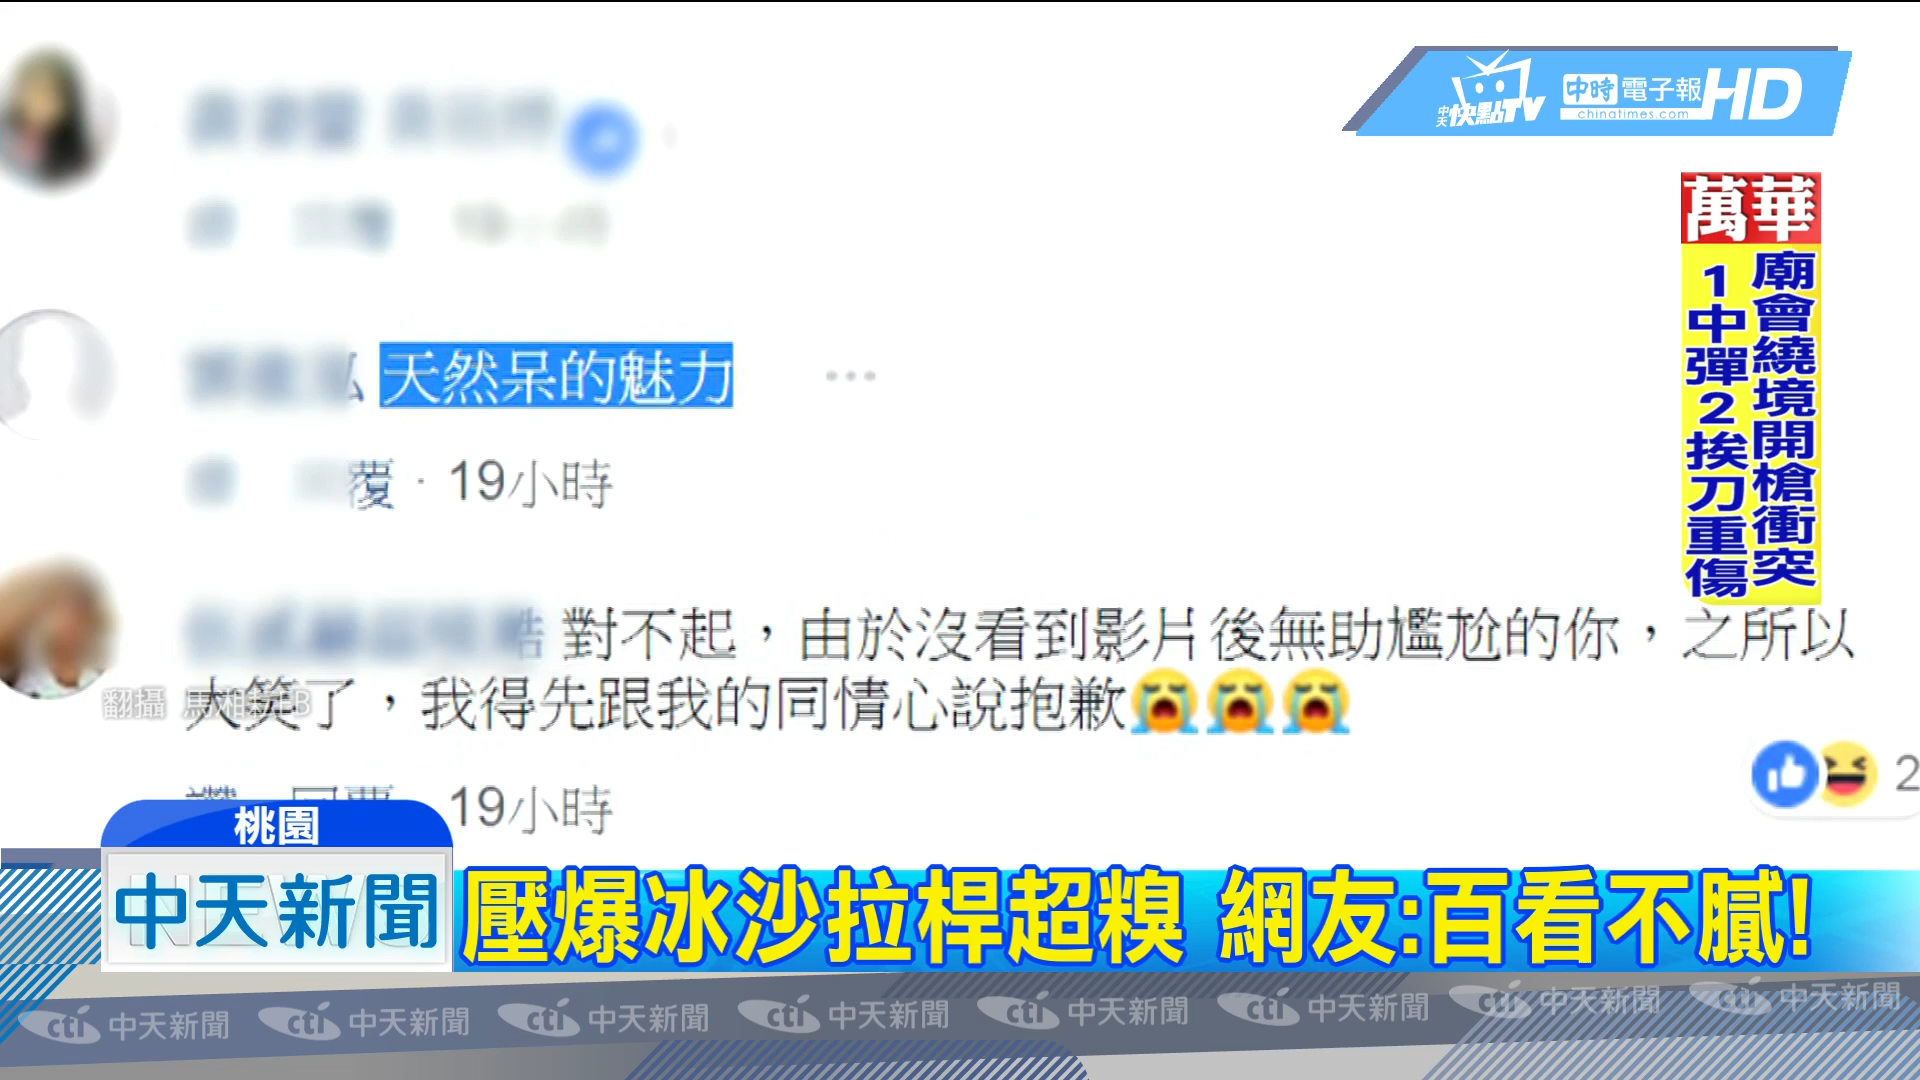 中天快點TV 中時電子報HD
chinatimes.com
萬華
廟會繞境開槍衝突
1中彈2挨刀重傷
天然呆的魅力
覆 · 19小時
對不起，由於沒看到影片後無助尷尬的你，之所以
大笑了，我得先跟我的同情心說抱歉😭😭😭
翻攝 馬湘耘FB
2
19小時
桃園
中天新聞
壓爆冰沙拉桿超糗 網友:百看不膩!
cti 中天新聞 cti 中天新聞 cti 中天新聞 cti 中天新聞 cti 中天新聞 cti 中天新聞 cti 中天新聞 cti 中天新聞